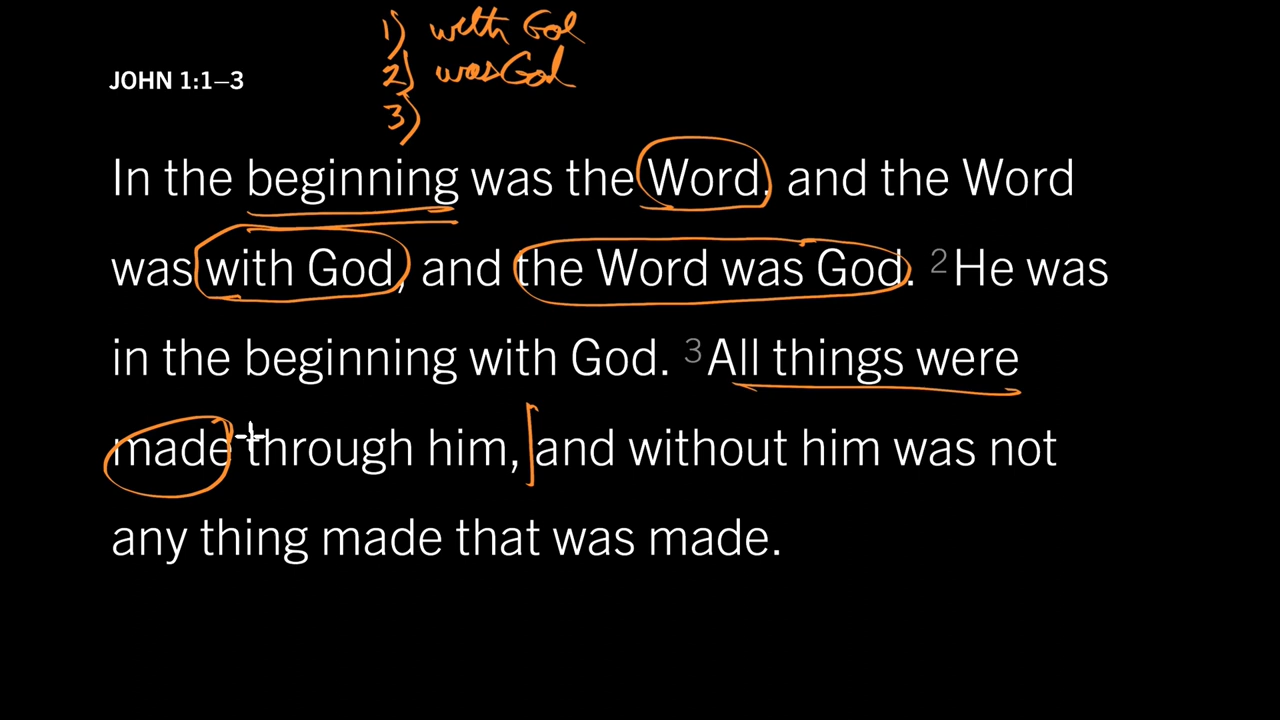 1) with God
2) was God
3)
JOHN 1:1–3
In the beginning was the Word, and the Word
was with God, and the Word was God. 2 He was
in the beginning with God. 3 All things were
made through him, and without him was not
any thing made that was made.